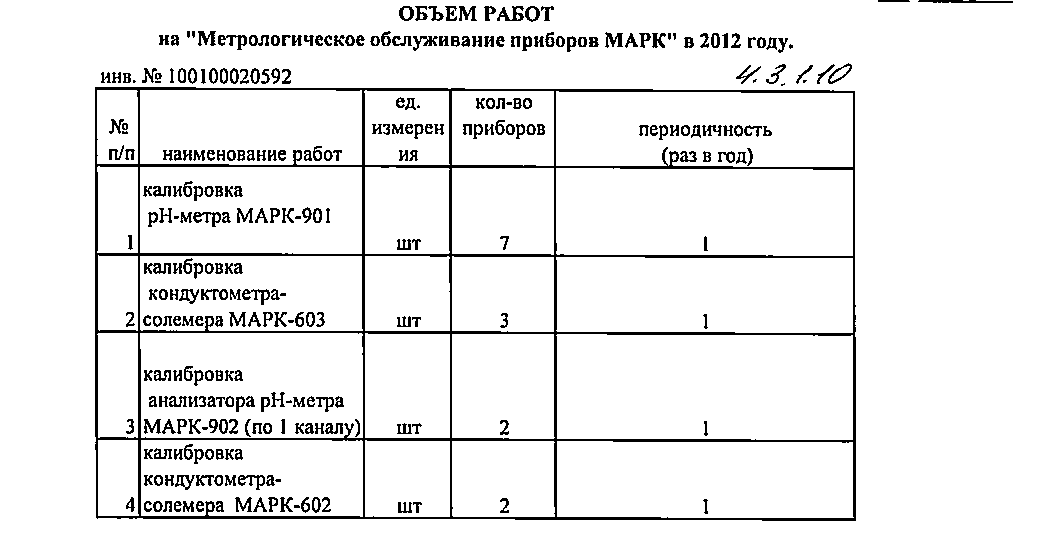 ОБЪЕМ РАБОТ
на "Метрологическое обслуживание приборов МАРК" в 2012 году.
инв. № 100100020592
4.3.1.10
№ п/п
наименование работ
ед. измерен ия
кол-во приборов
периодичность (раз в год)
1
калибровка
рН-метра МАРК-901
шт
7
1
2
калибровка
кондуктометра-
солемера МАРК-603
шт
3
1
3
калибровка
анализатора рН-метра
МАРК-902 (по 1 каналу)
шт
2
1
4
калибровка
кондуктометра-
солемера МАРК-602
шт
2
1